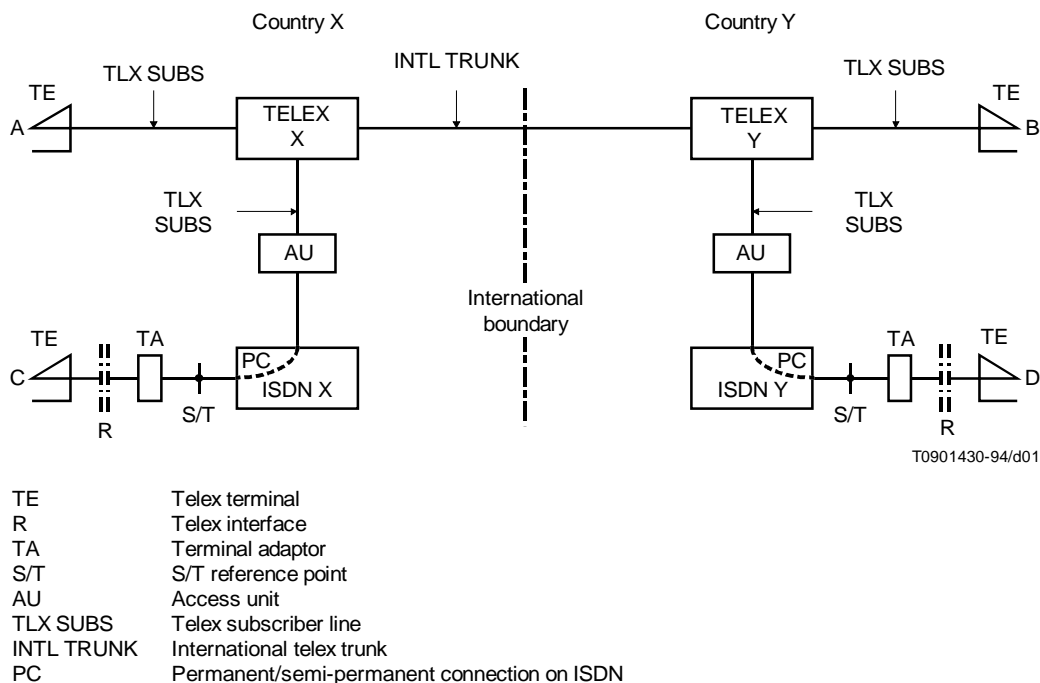 Country X
Country Y
INTL TRUNK
TLX SUBS
TLX SUBS
TE
TE
A
TELEX
X
TELEX
Y
B
TLX
SUBS
TLX
SUBS
AU
AU
International
boundary
TE
TA
PC
PC
TA
TE
C
ISDN X
ISDN Y
D
S/T
S/T
R
R
T0901430-94/d01
TE Telex terminal
R Telex interface
TA Terminal adaptor
S/T S/T reference point
AU Access unit
TLX SUBS Telex subscriber line
INTL TRUNK International telex trunk
PC Permanent/semi-permanent connection on ISDN